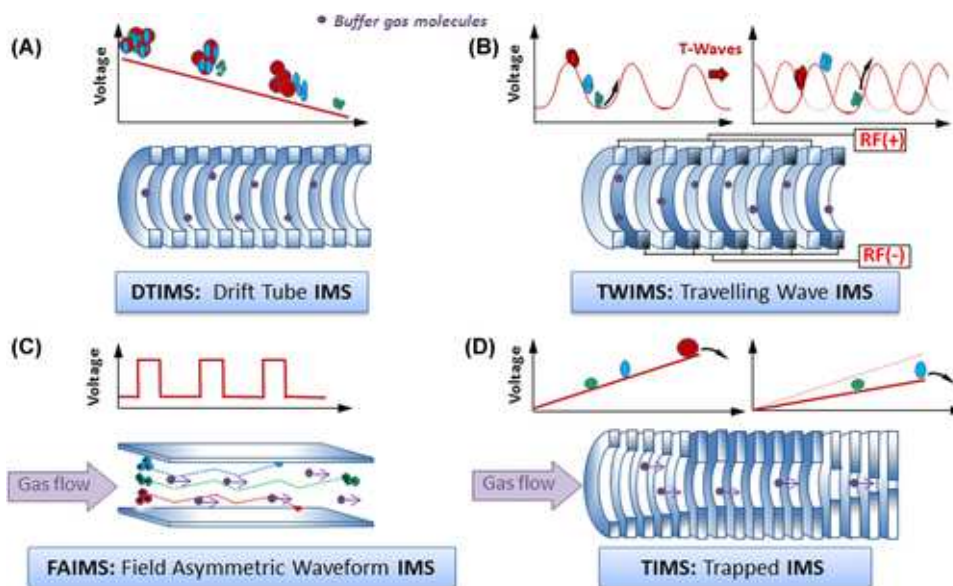 Buffer gas molecules
(A)
Voltage
(B)
Voltage
T-Waves
RF(+)
RF(-)
DTIMS: Drift Tube IMS
TWIMS: Travelling Wave IMS
(C)
Voltage
Gas flow
FAIMS: Field Asymmetric Waveform IMS
(D)
Voltage
Gas flow
TIMS: Trapped IMS